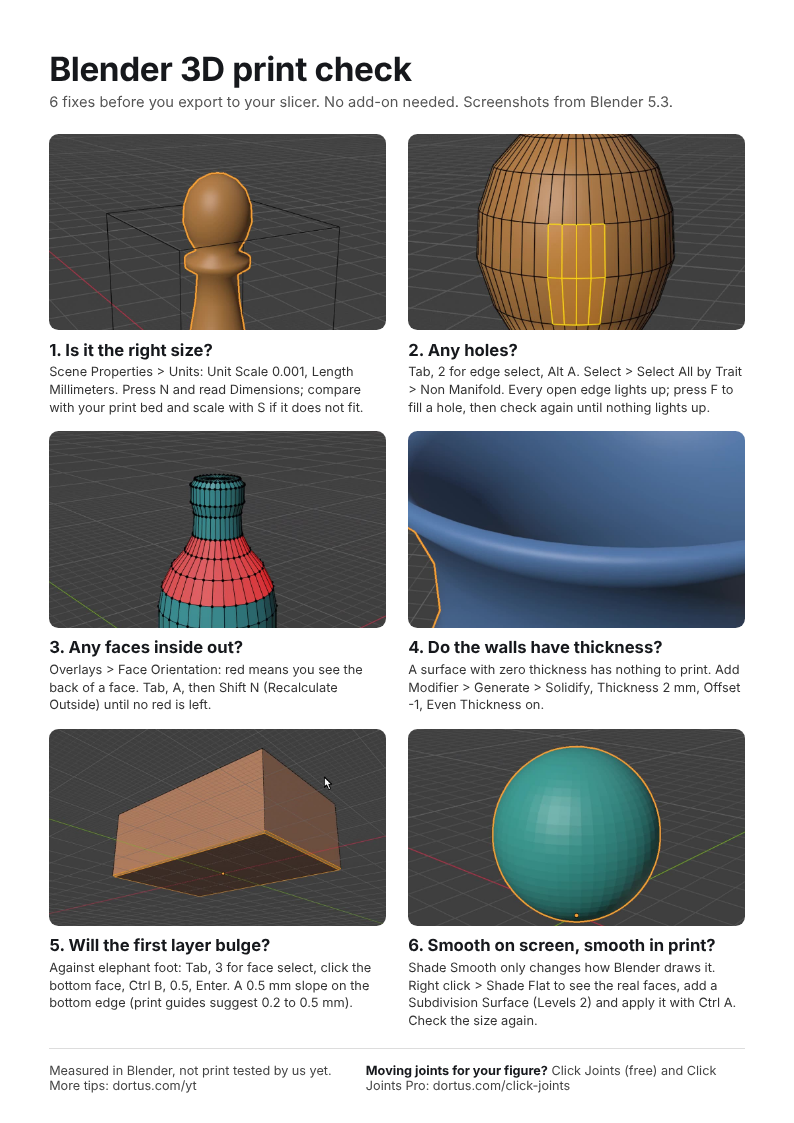 Blender 3D print check
6 fixes before you export to your slicer. No add-on needed. Screenshots from Blender 5.3.
1. Is it the right size?
Scene Properties > Units: Unit Scale 0.001, Length
Millimeters. Press N and read Dimensions; compare
with your print bed and scale with S if it does not fit.
2. Any holes?
Tab, 2 for edge select, Alt A. Select > Select All by Trait
> Non Manifold. Every open edge lights up; press F to
fill a hole, then check again until nothing lights up.
3. Any faces inside out?
Overlays > Face Orientation: red means you see the
back of a face. Tab, A, then Shift N (Recalculate
Outside) until no red is left.
4. Do the walls have thickness?
A surface with zero thickness has nothing to print. Add
Modifier > Generate > Solidify, Thickness 2 mm, Offset
-1, Even Thickness on.
5. Will the first layer bulge?
Against elephant foot: Tab, 3 for face select, click the
bottom face, Ctrl B, 0.5, Enter. A 0.5 mm slope on the
bottom edge (print guides suggest 0.2 to 0.5 mm).
6. Smooth on screen, smooth in print?
Shade Smooth only changes how Blender draws it.
Right click > Shade Flat to see the real faces, add a
Subdivision Surface (Levels 2) and apply it with Ctrl A.
Check the size again.
Measured in Blender, not print tested by us yet.
More tips: dortus.com/yt
Moving joints for your figure? Click Joints (free) and Click
Joints Pro: dortus.com/click-joints